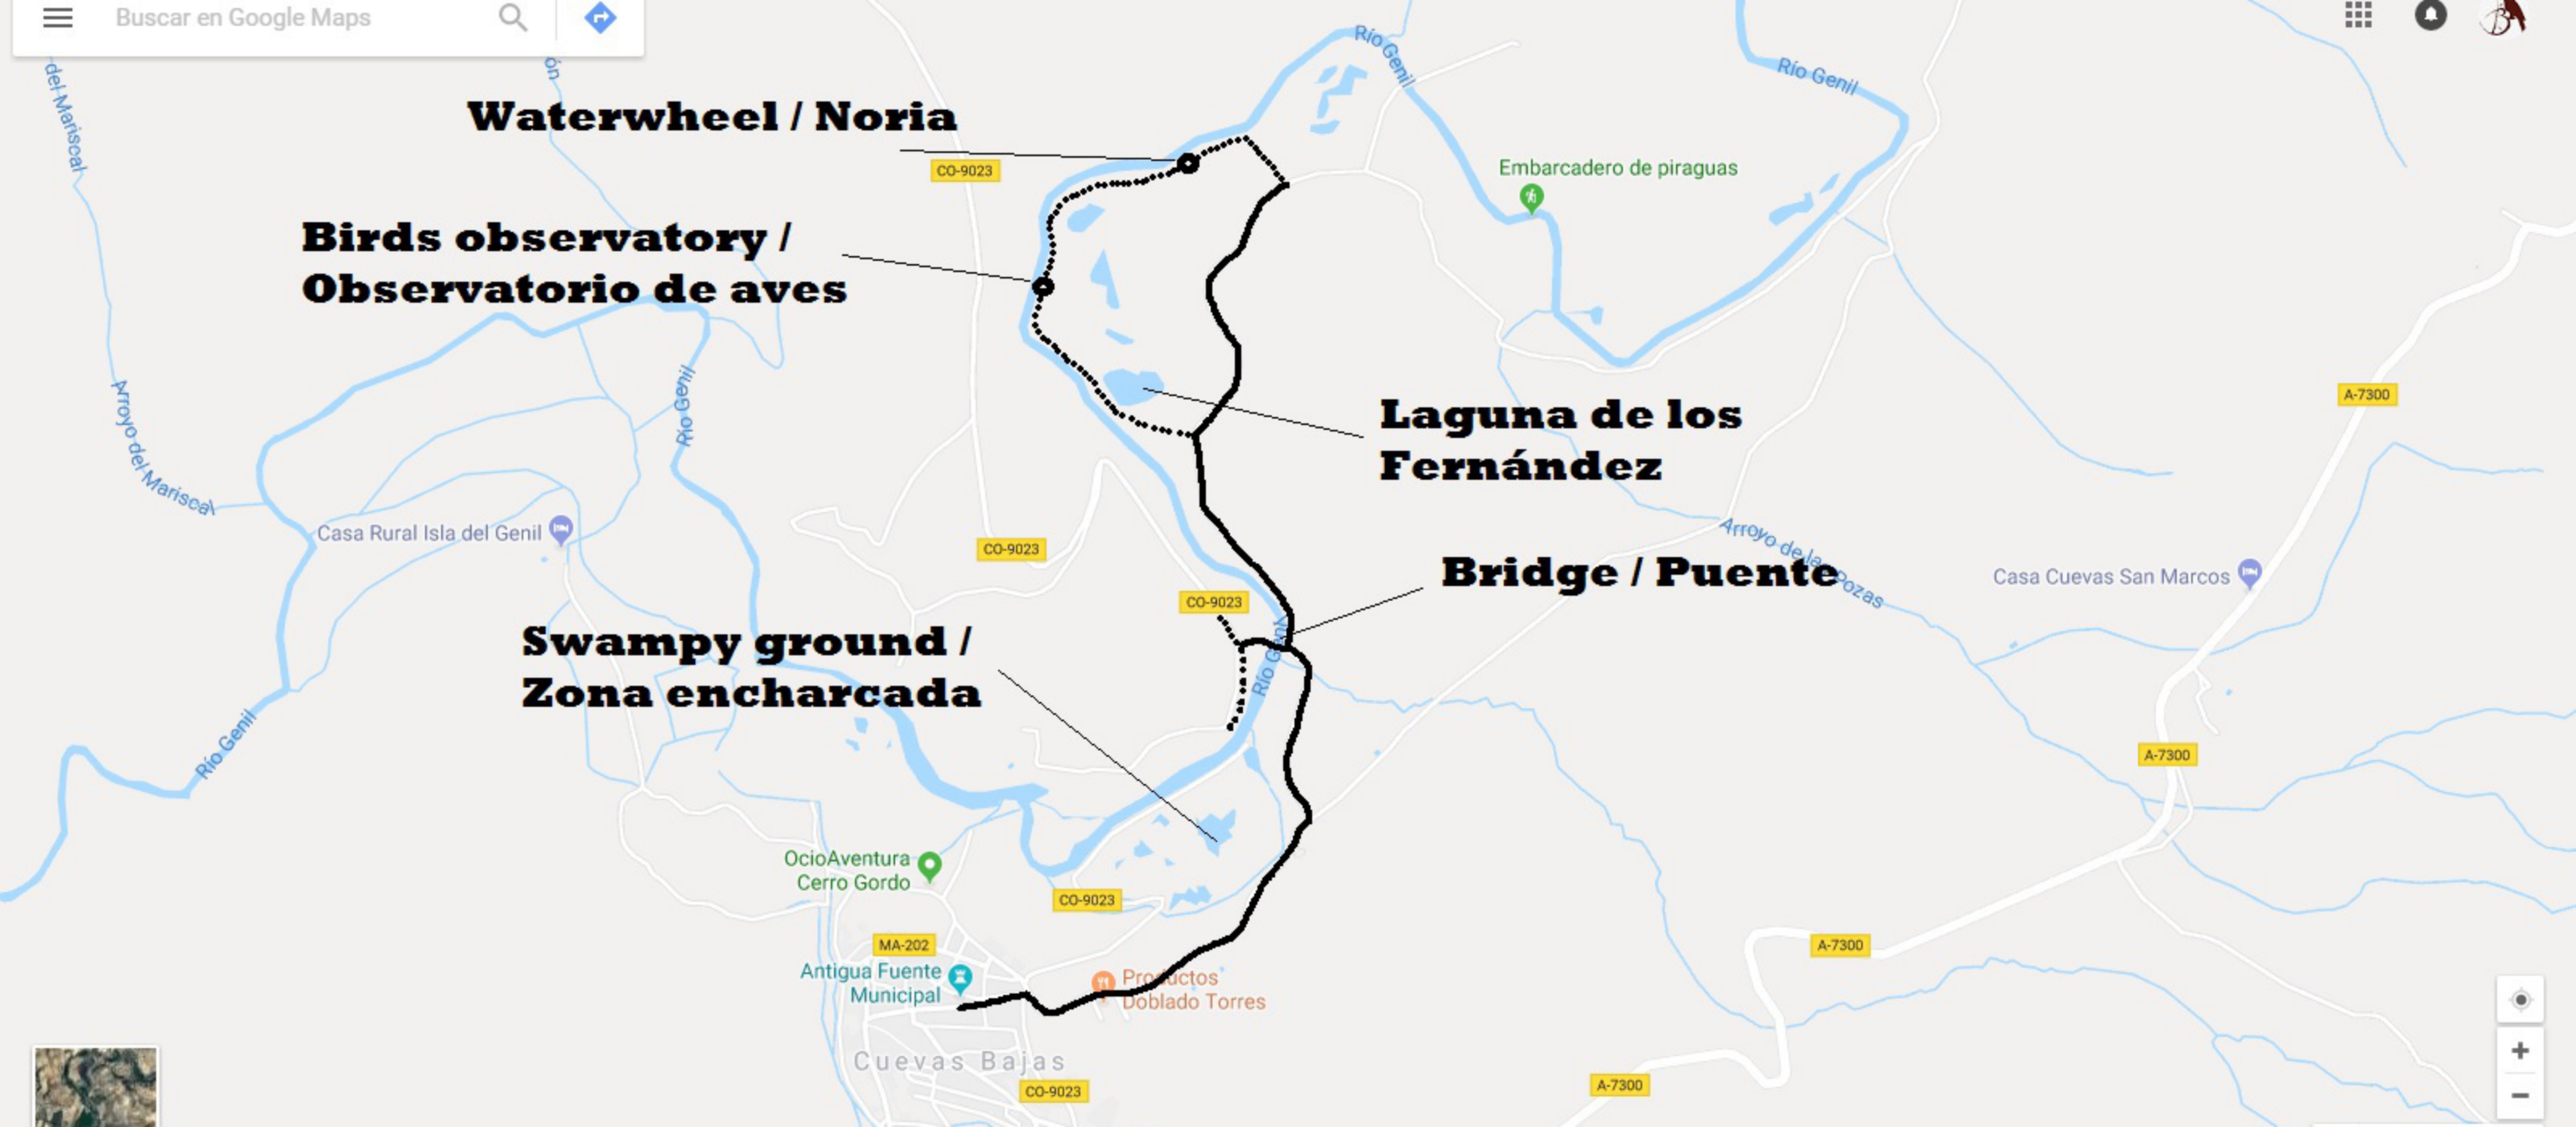 Buscar en Google Maps
del Mariscal
ón
Río Genil
Río Genil
Waterwheel / Noria
CO-9023
Embarcadero de piraguas
Birds observatory /
Observatorio de aves
Río Genil
Arroyo del Mariscal
A-7300
Laguna de los
Fernández
Casa Rural Isla del Genil
CO-9023
Arroyo de las Pozas
Bridge / Puente
Casa Cuevas San Marcos
CO-9023
Swampy ground /
Zona encharcada
Río Genil
Río Genil
A-7300
OcioAventura
Cerro Gordo
CO-9023
MA-202
A-7300
Antigua Fuente
Municipal
Productos
Doblado Torres
Cuevas Bajas
CO-9023
A-7300